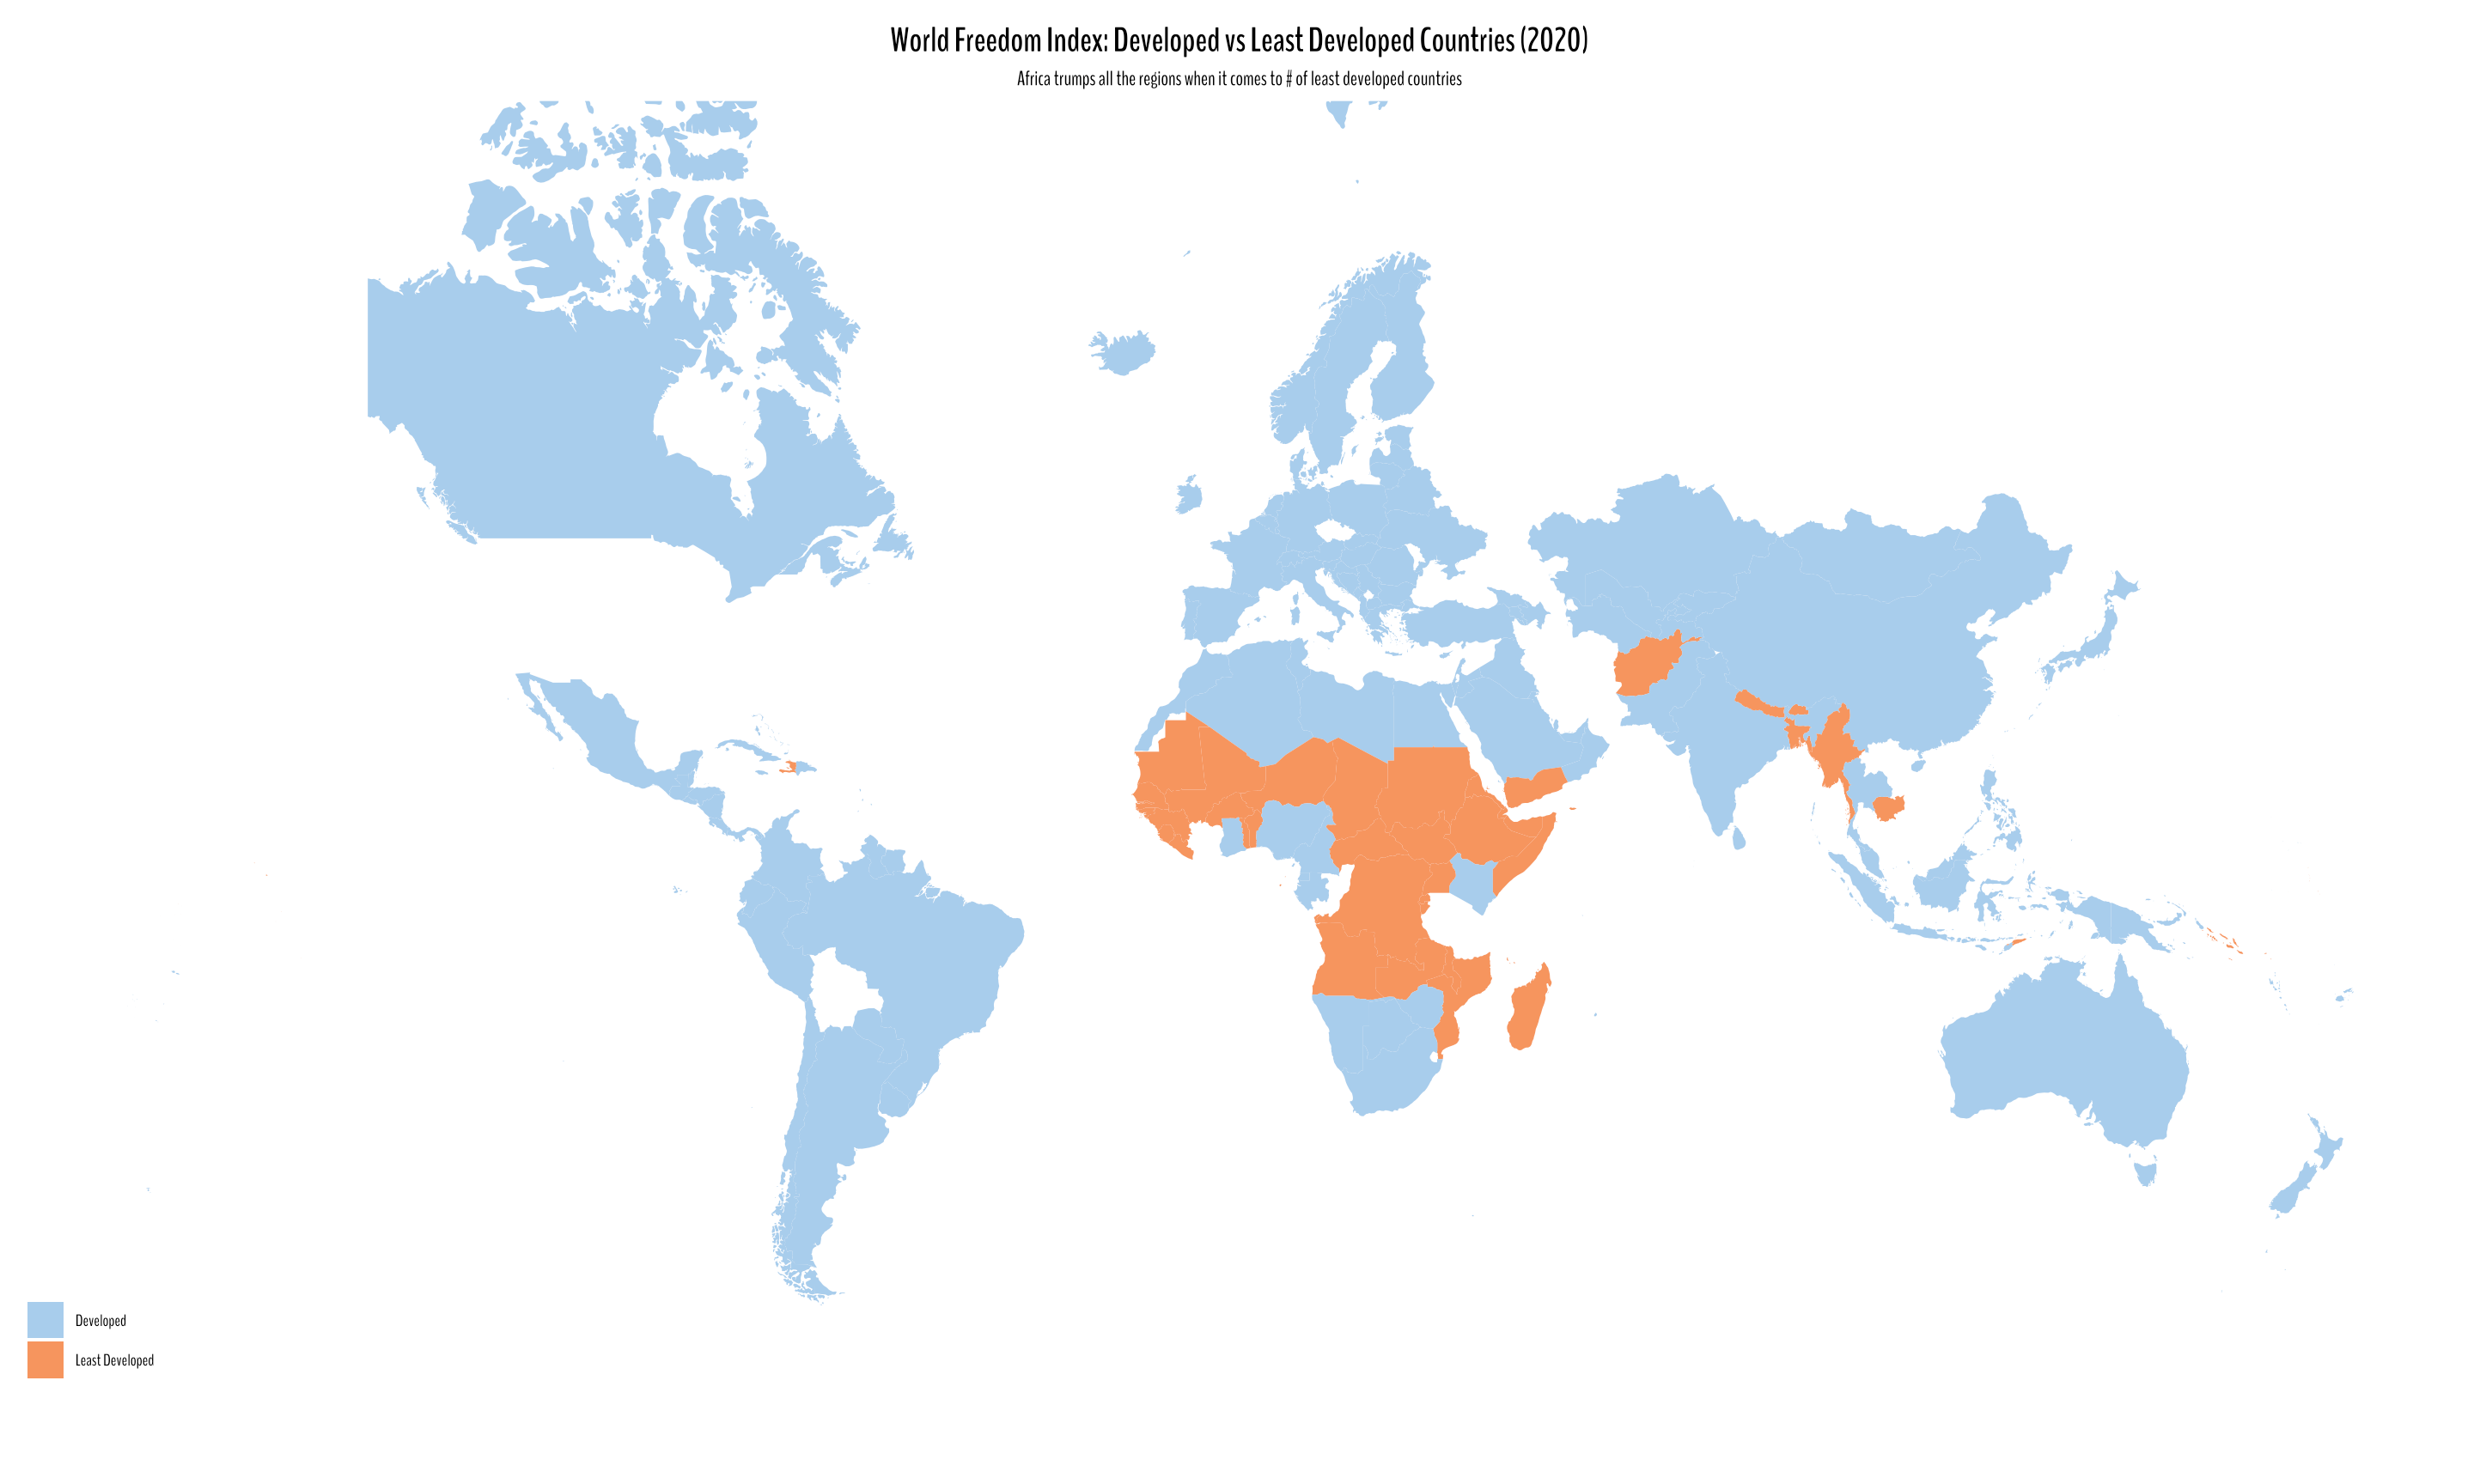 World Freedom Index: Developed vs Least Developed Countries (2020)
Africa trumps all the regions when it comes to # of least developed countries
Developed
Least Developed